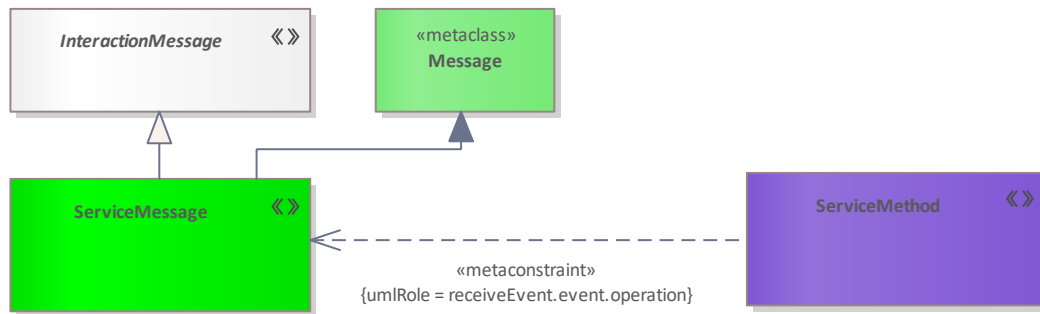 InteractionMessage
«»
«metaclass»
Message
ServiceMessage
«»
ServiceMethod
«»
«metaconstraint»
{umlRole = receiveEvent.event.operation}